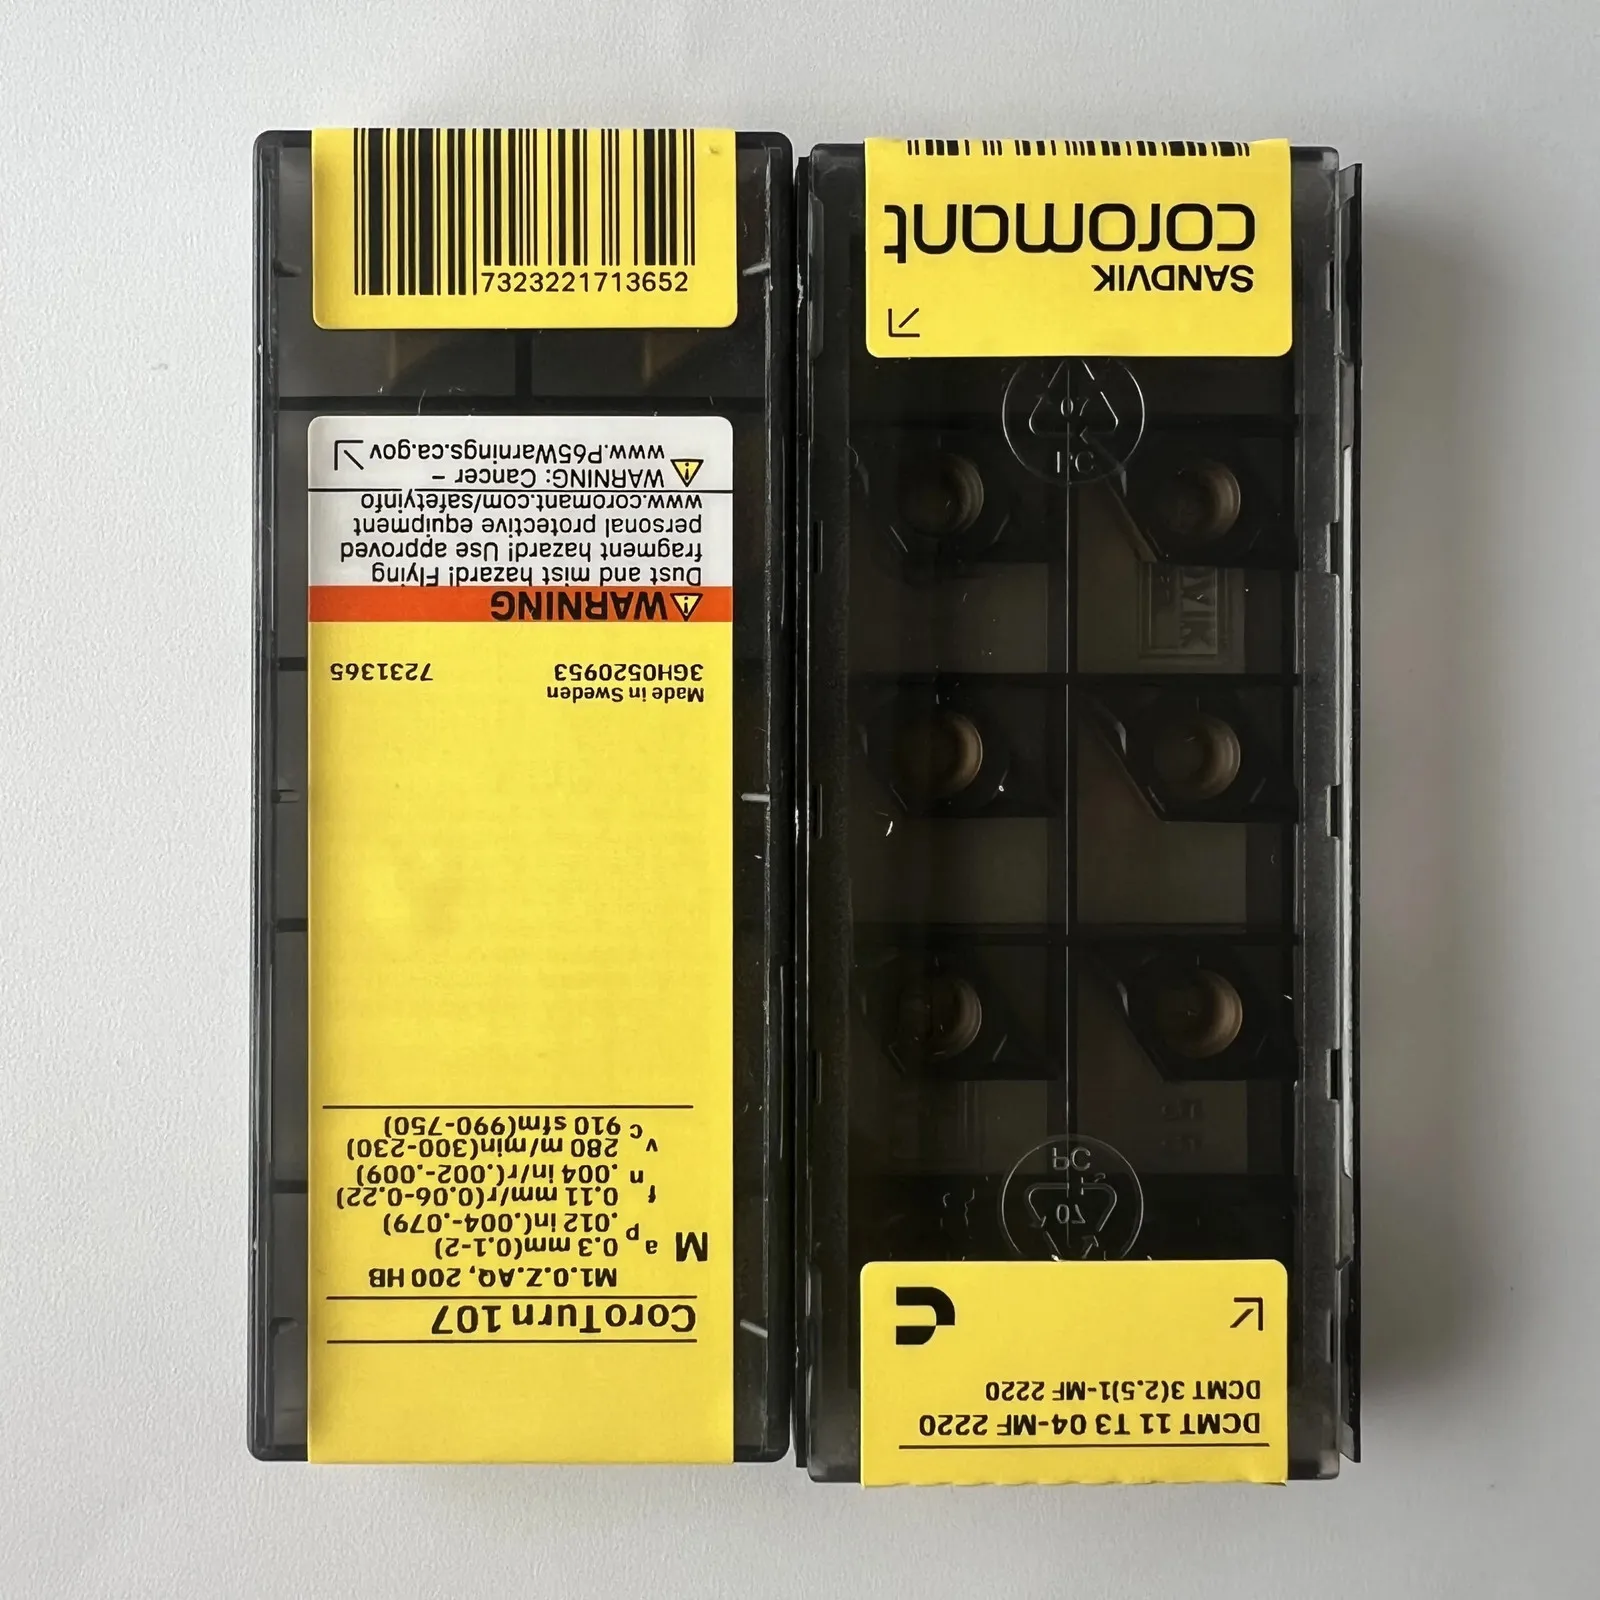 7323221713652
CoroTurn 107
M1.0.Z.AQ, 200 HB
M
ap 0.3 mm(0.1-2)
.012 in(.004-.079)
fn 0.11 mm/r(0.06-0.22)
.004 in/r(.002-.009)
vc 280 m/min(300-230)
910 sfm(990-750)
Made in Sweden
3GH0520953 7231365
WARNING
Dust and mist hazard! Flying
fragment hazard! Use approved
personal protective equipment
www.coromant.com/safetyinfo
WARNING: Cancer –
www.P65Warnings.ca.gov
DCMT 11 T3 04-MF 2220
DCMT 3(2.5)1-MF 2220
PC
07
PC
07
SANDVIK
coromant